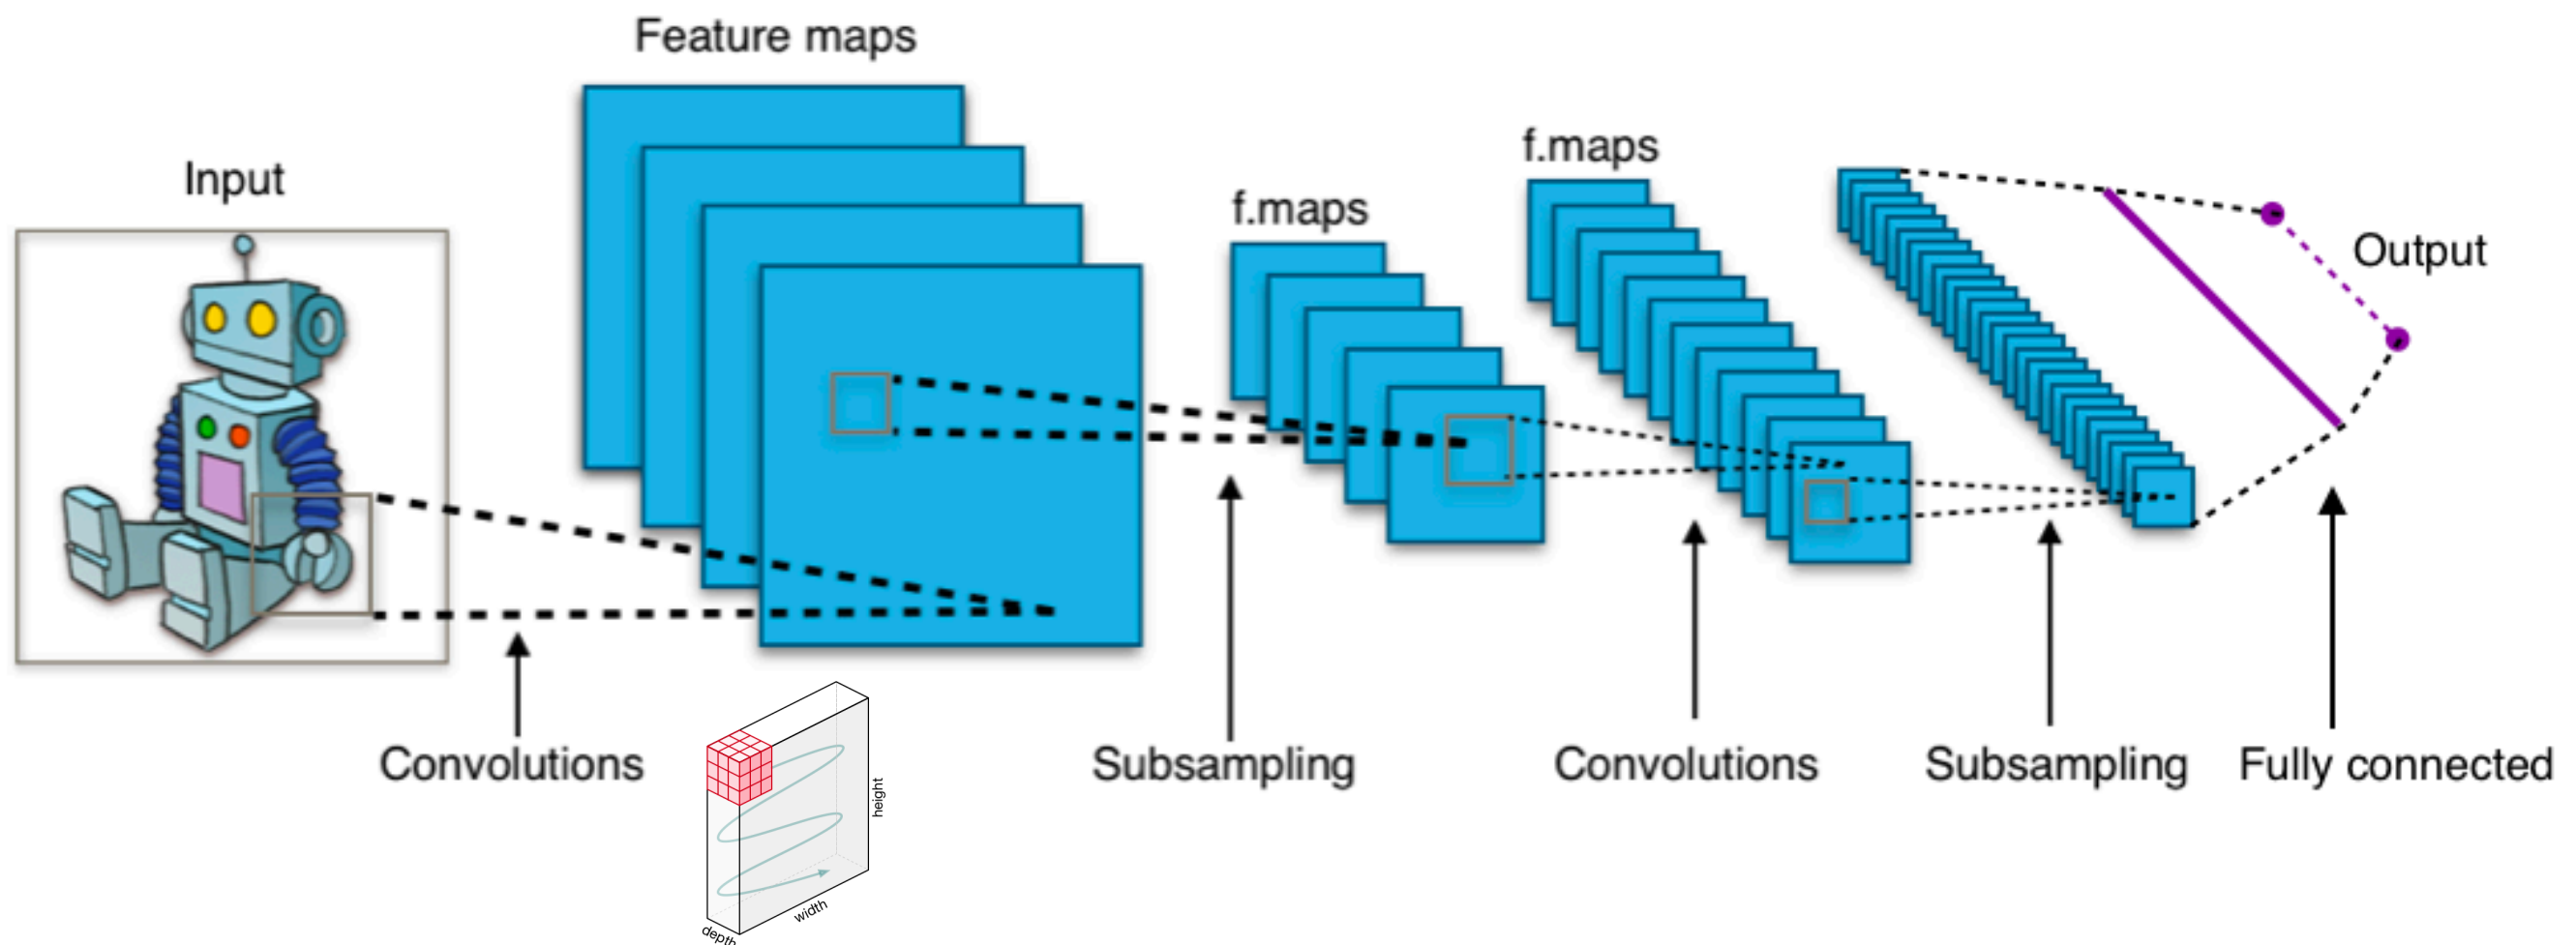 Feature maps
f.maps
f.maps
Input
Output
Convolutions
Subsampling
Convolutions
Subsampling
Fully connected
height
width
depth